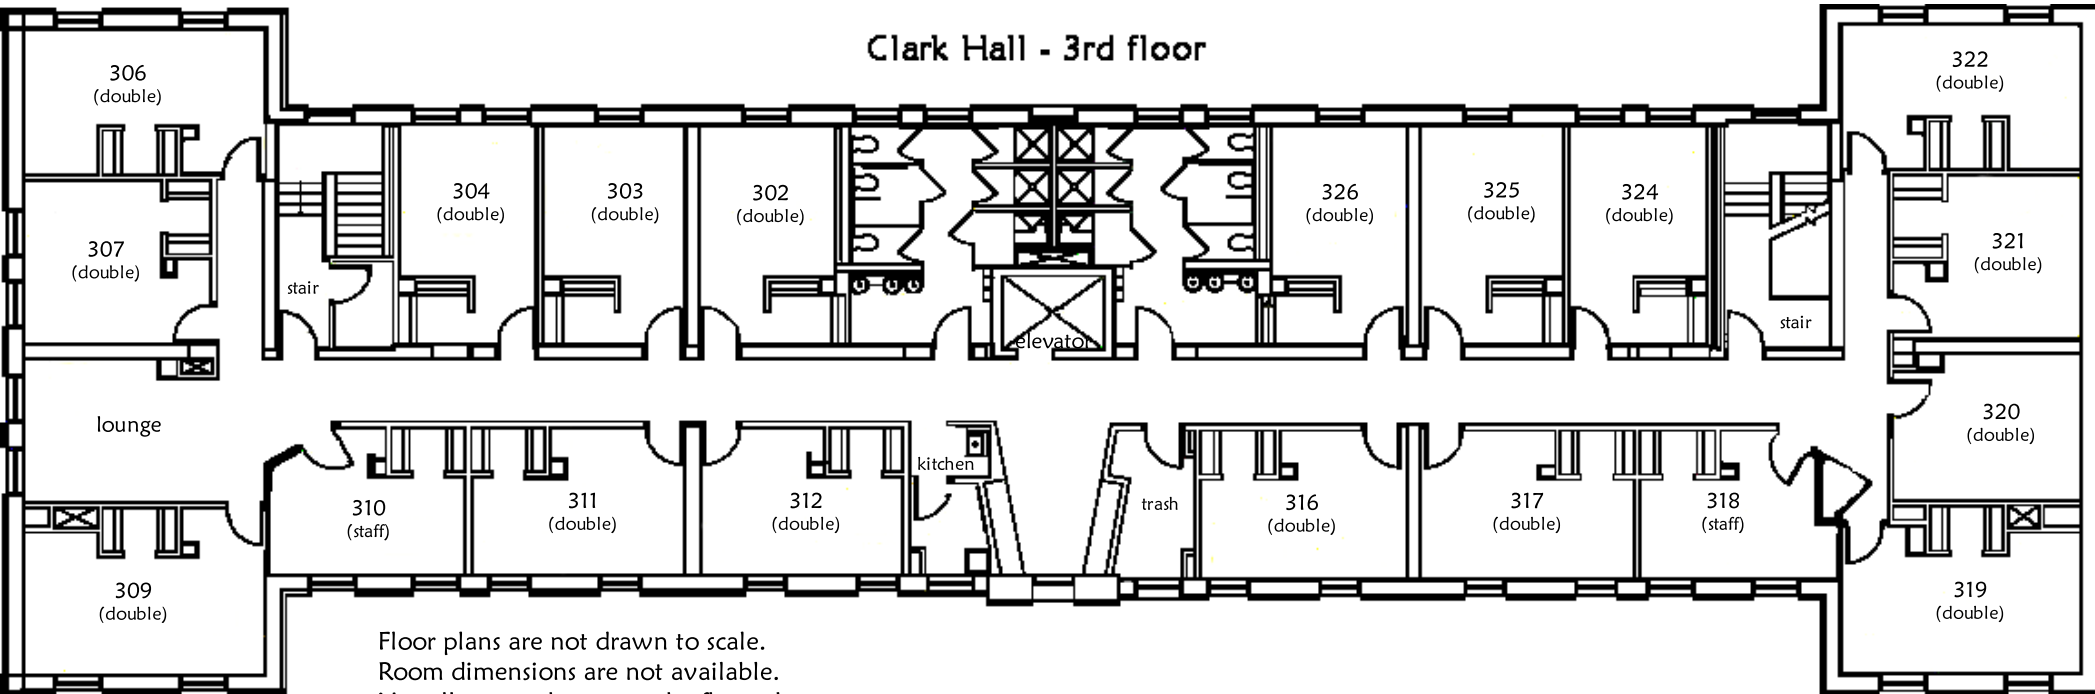 Clark Hall - 3rd floor
306
(double)
322
(double)
304
(double)
303
(double)
302
(double)
326
(double)
325
(double)
324
(double)
307
(double)
321
(double)
stair
stair
elevator
lounge
320
(double)
kitchen
310
(staff)
311
(double)
312
(double)
trash
316
(double)
317
(double)
318
(staff)
309
(double)
319
(double)
Floor plans are not drawn to scale.
Room dimensions are not available.